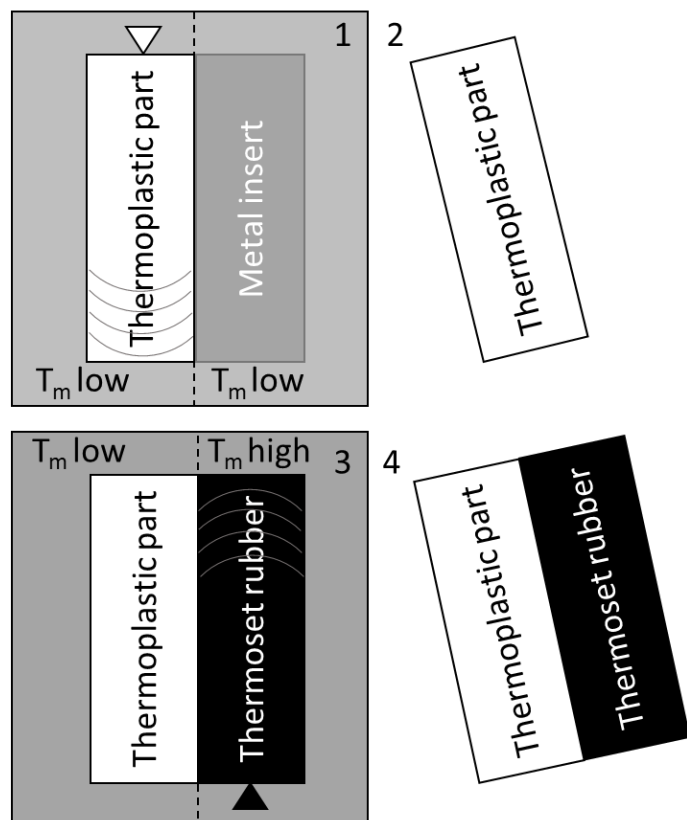 1
Thermoplastic part
Metal insert
Tm low
Tm low
2
Thermoplastic part
Tm low
Tm high
3
Thermoplastic part
Thermoset rubber
4
Thermoplastic part
Thermoset rubber